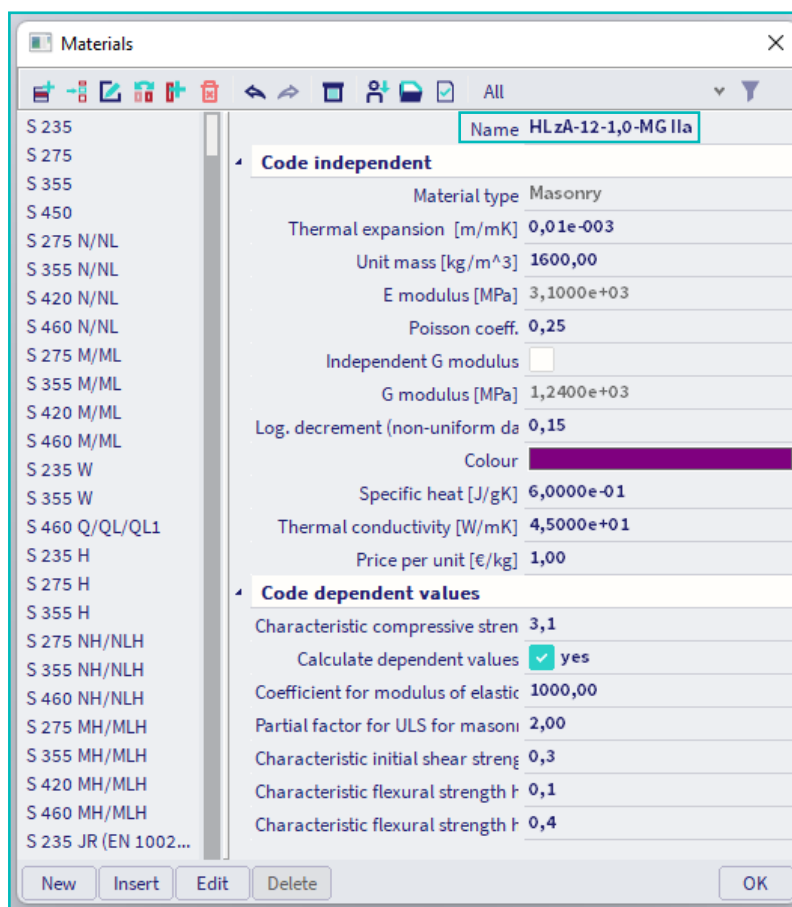 Materials
All
S 235
S 275
S 355
S 450
S 275 N/NL
S 355 N/NL
S 420 N/NL
S 460 N/NL
S 275 M/ML
S 355 M/ML
S 420 M/ML
S 460 M/ML
S 235 W
S 355 W
S 460 Q/QL/QL1
S 235 H
S 275 H
S 355 H
S 275 NH/NLH
S 355 NH/NLH
S 460 NH/NLH
S 275 MH/MLH
S 355 MH/MLH
S 420 MH/MLH
S 460 MH/MLH
S 235 JR (EN 1002...
Name HLzA-12-1,0-MG IIa
Code independent
Material type Masonry
Thermal expansion [m/mK] 0,01e-003
Unit mass [kg/m^3] 1600,00
E modulus [MPa] 3,1000e+03
Poisson coeff. 0,25
Independent G modulus
G modulus [MPa] 1,2400e+03
Log. decrement (non-uniform da 0,15
Colour
Specific heat [J/gK] 6,0000e-01
Thermal conductivity [W/mK] 4,5000e+01
Price per unit [€/kg] 1,00
Code dependent values
Characteristic compressive stren 3,1
Calculate dependent values yes
Coefficient for modulus of elastic 1000,00
Partial factor for ULS for masonr 2,00
Characteristic initial shear streng 0,3
Characteristic flexural strength h 0,1
Characteristic flexural strength h 0,4
New Insert Edit Delete OK